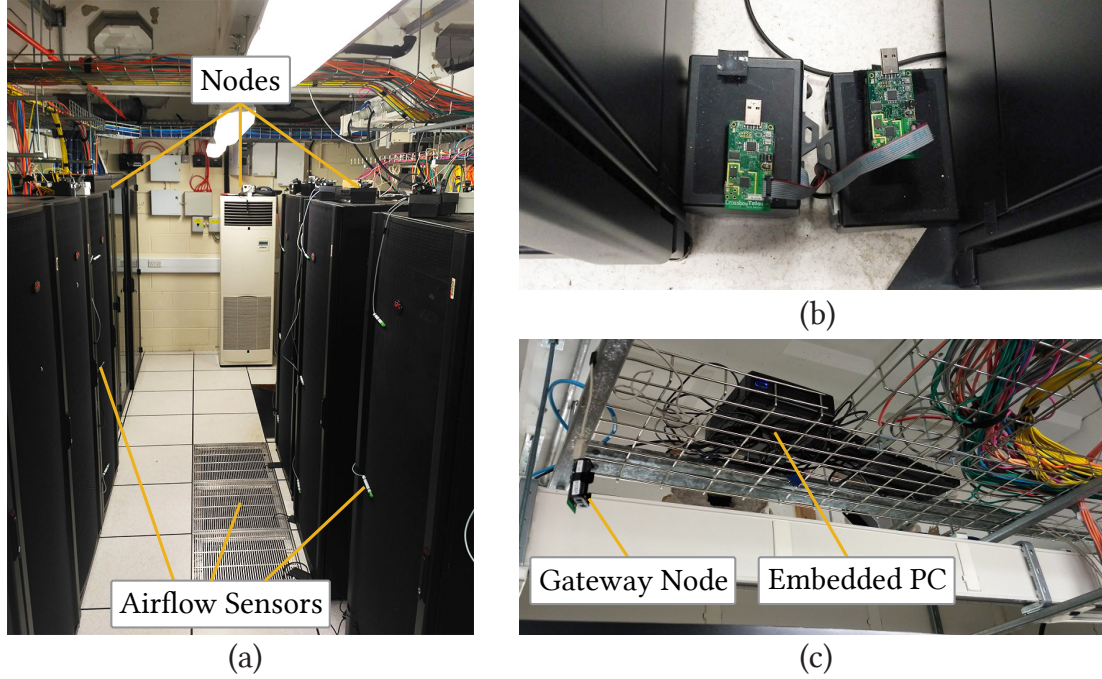 Nodes
Airflow Sensors
(a)
(b)
Gateway Node
Embedded PC
(c)